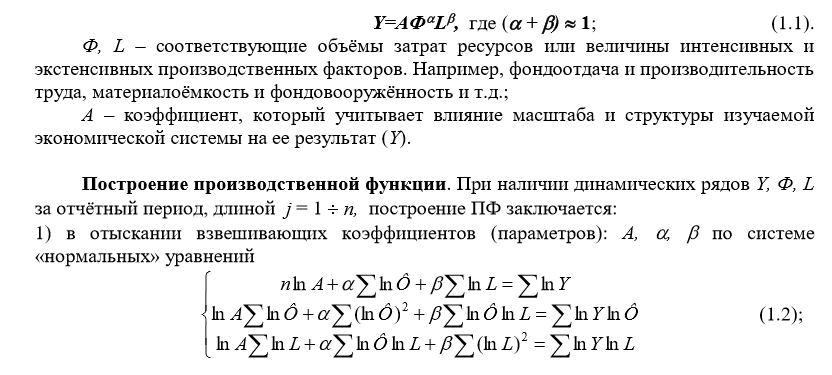 Y=AФᵅLᵝ, где (α + β) ≈ 1; (1.1).
Ф, L – соответствующие объёмы затрат ресурсов или величины интенсивных и
экстенсивных производственных факторов. Например, фондоотдача и производительность
труда, материалоёмкость и фондовооружённость и т.д.;
A – коэффициент, который учитывает влияние масштаба и структуры изучаемой
экономической системы на ее результат (Y).
Построение производственной функции. При наличии динамических рядов Y, Ф, L
за отчётный период, длиной j = 1 ÷ n, построение ПФ заключается:
1) в отыскании взвешивающих коэффициентов (параметров): A, α, β по системе
«нормальных» уравнений
n ln A + α∑ln Ô + β∑ln L = ∑ln Y
ln A∑ln Ô + α∑(ln Ô)² + β∑ln Ô ln L = ∑ln Y ln Ô (1.2);
ln A∑ln L + α∑ln Ô ln L + β∑(ln L)² = ∑ln Y ln L